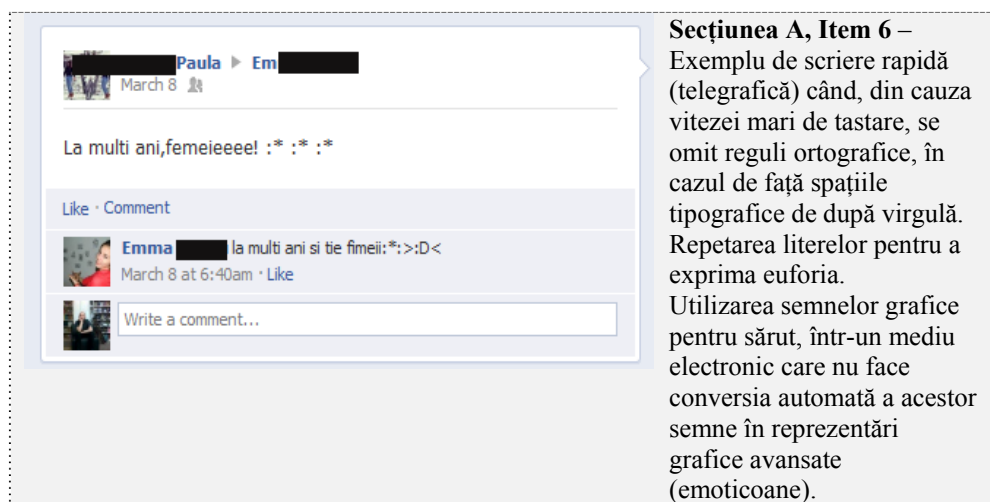 Paula ▶ Em
March 8
La multi ani,femeieeee! :* :* :*
Like · Comment
Emma la multi ani si tie fimeii:*:>:D<
March 8 at 6:40am · Like
Write a comment...
Secțiunea A, Item 6 –
Exemplu de scriere rapidă
(telegrafică) când, din cauza
vitezei mari de tastare, se
omit reguli ortografice, în
cazul de față spațiile
tipografice de după virgulă.
Repetarea literelor pentru a
exprima euforia.
Utilizarea semnelor grafice
pentru sărut, într-un mediu
electronic care nu face
conversia automată a acestor
semne în reprezentări
grafice avansate
(emoticoane).